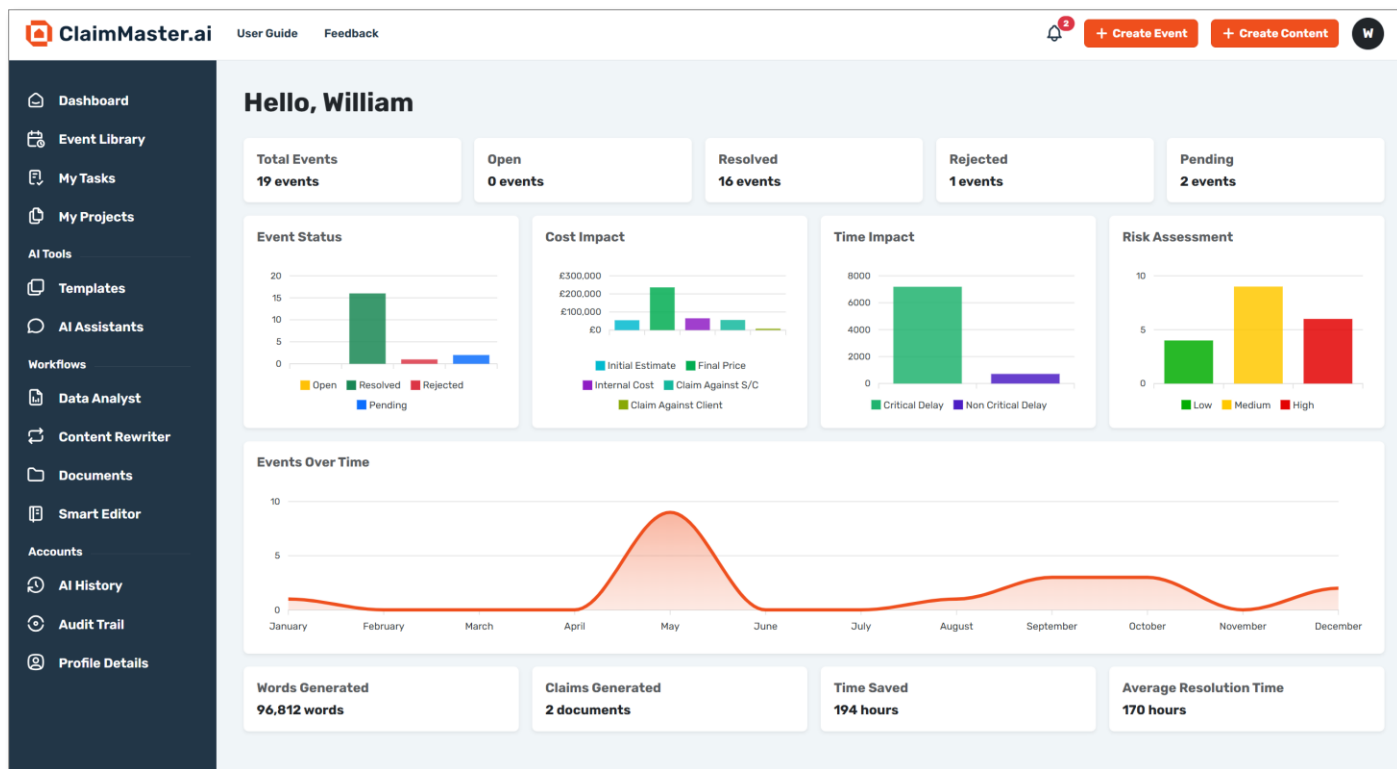 ClaimMaster.ai User Guide Feedback 2 + Create Event + Create Content W
Dashboard
Event Library
My Tasks
My Projects
AI Tools
Templates
AI Assistants
Workflows
Data Analyst
Content Rewriter
Documents
Smart Editor
Accounts
AI History
Audit Trail
Profile Details
Hello, William
Total Events
19 events
Open
0 events
Resolved
16 events
Rejected
1 events
Pending
2 events
Event Status
20
15
10
5
0
Open Resolved Rejected
Pending
Cost Impact
£300,000
£200,000
£100,000
£0
Initial Estimate Final Price
Internal Cost Claim Against S/C
Claim Against Client
Time Impact
8000
6000
4000
2000
0
Critical Delay Non Critical Delay
Risk Assessment
10
5
0
Low Medium High
Events Over Time
10
5
0
January February March April May June July August September October November December
Words Generated
96,812 words
Claims Generated
2 documents
Time Saved
194 hours
Average Resolution Time
170 hours